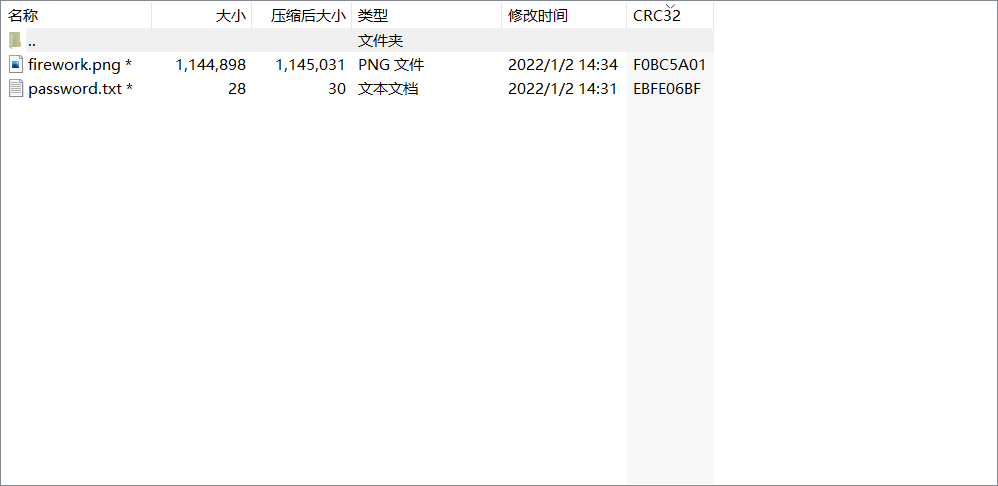 名称 大小 压缩后大小 类型 修改时间 CRC32
.. 文件夹
firework.png * 1,144,898 1,145,031 PNG 文件 2022/1/2 14:34 F0BC5A01
password.txt * 28 30 文本文档 2022/1/2 14:31 EBFE06BF